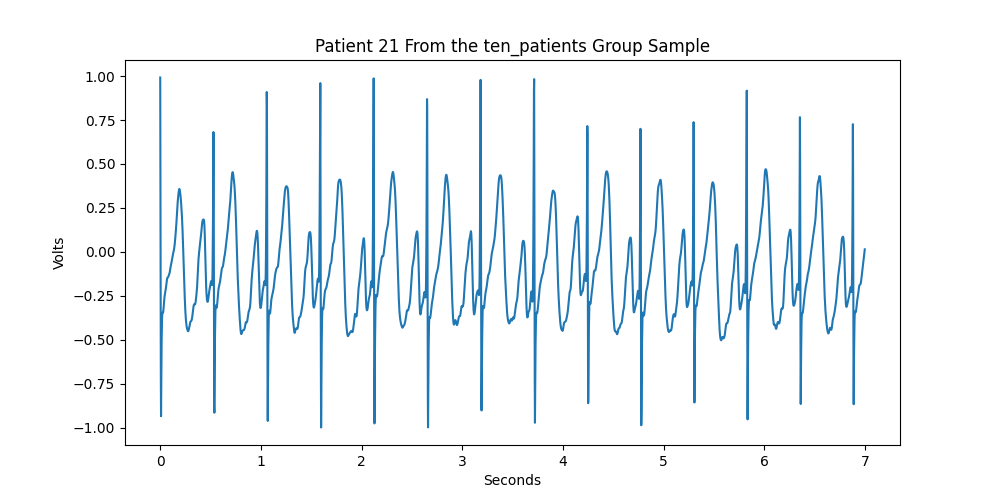 Patient 21 From the ten_patients Group Sample
Volts
1.00
0.75
0.50
0.25
0.00
−0.25
−0.50
−0.75
−1.00
0 1 2 3 4 5 6 7
Seconds